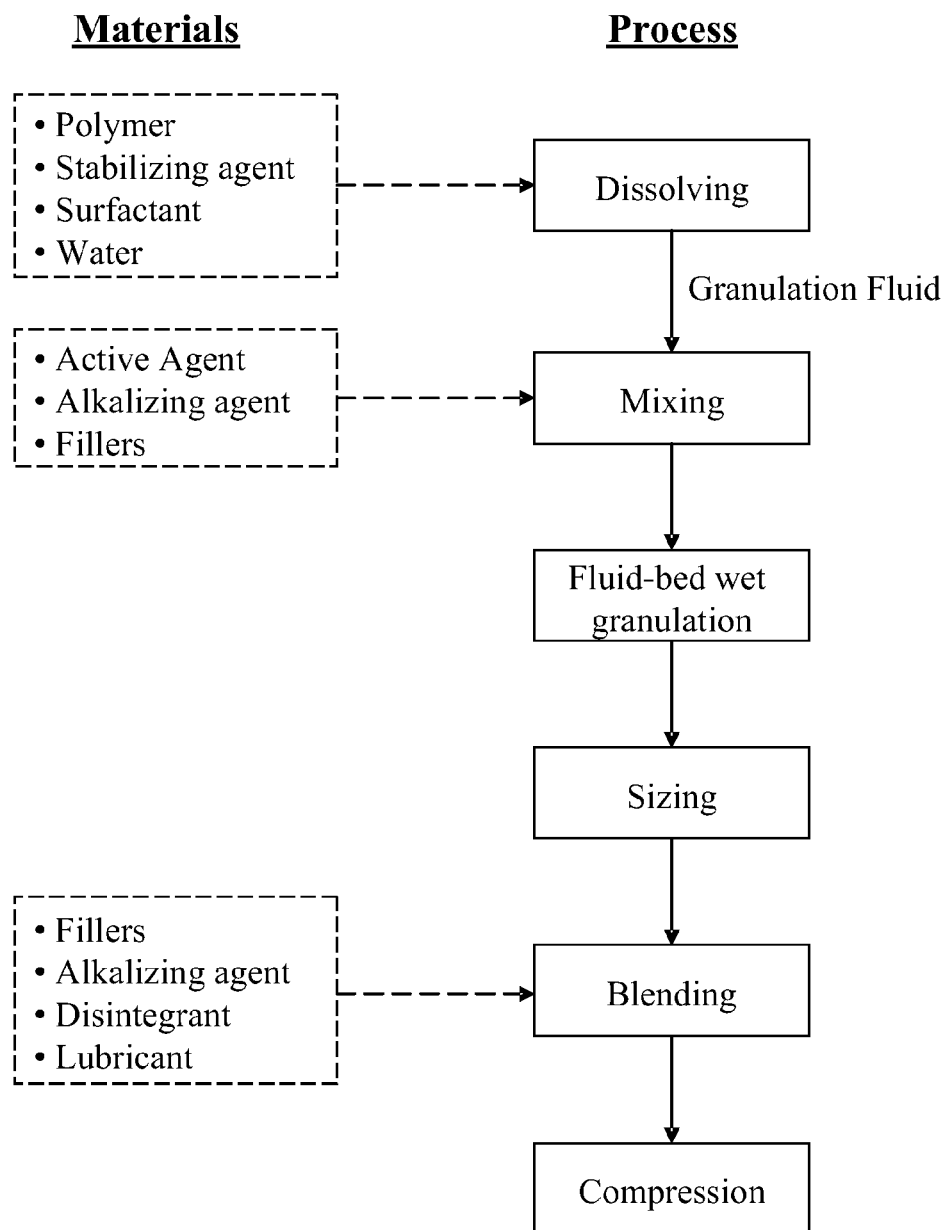 Materials
Process
• Polymer
• Stabilizing agent
• Surfactant
• Water
Dissolving
Granulation Fluid
• Active Agent
• Alkalizing agent
• Fillers
Mixing
Fluid-bed wet
granulation
Sizing
• Fillers
• Alkalizing agent
• Disintegrant
• Lubricant
Blending
Compression